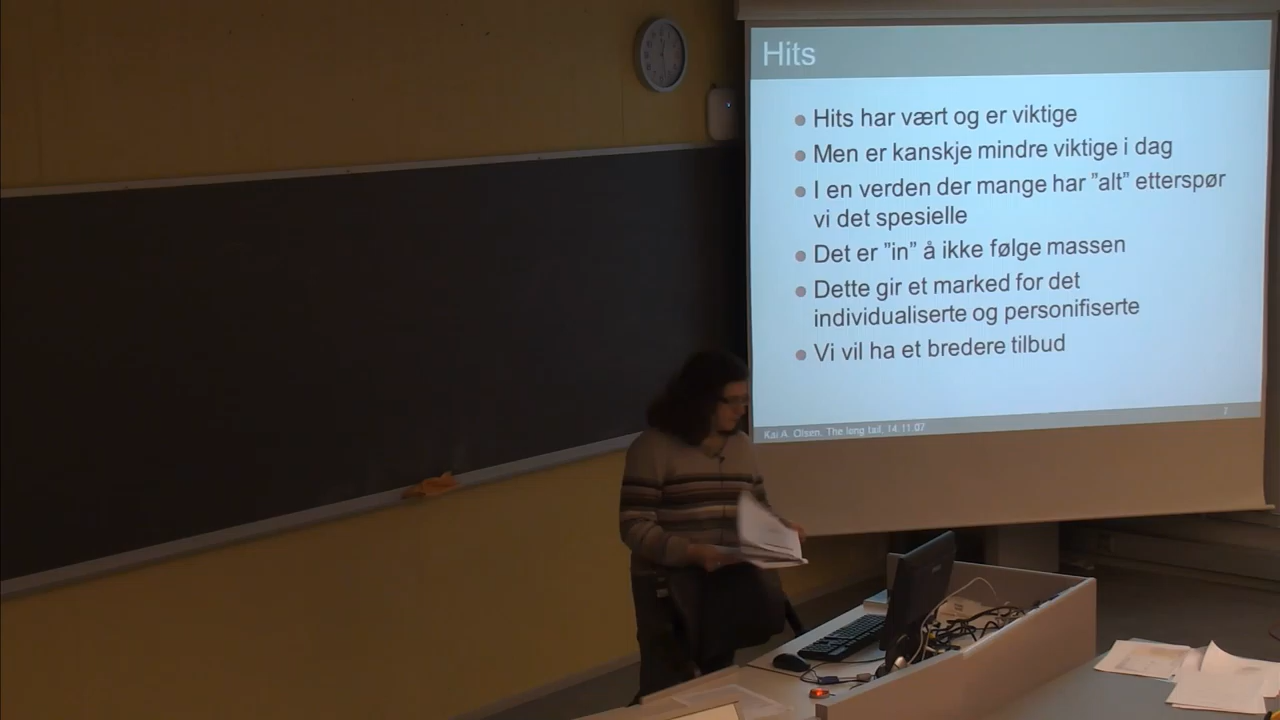 Hits
Hits har vært og er viktige
Men er kanskje mindre viktige i dag
I en verden der mange har ”alt” etterspør
vi det spesielle
Det er ”in” å ikke følge massen
Dette gir et marked for det
individualiserte og personifiserte
Vi vil ha et bredere tilbud
Kai A. Olsen. The long tail, 14.11.07
2